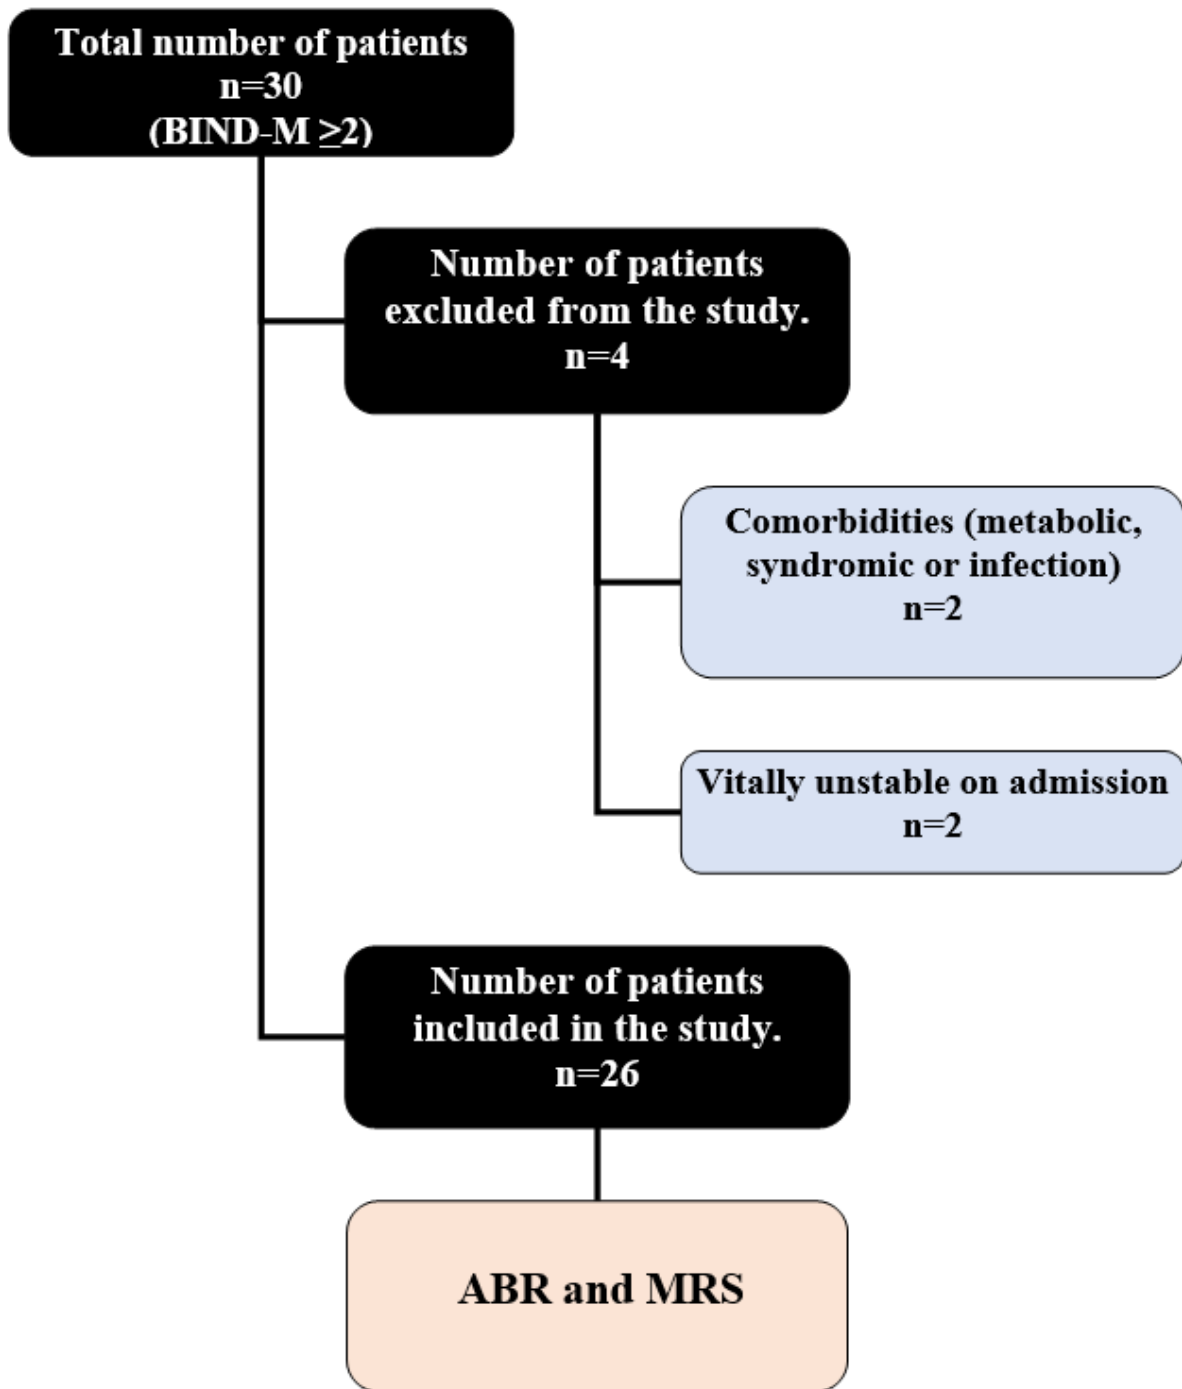 Total number of patients
n=30
(BIND-M ≥2)
Number of patients
excluded from the study.
n=4
Comorbidities (metabolic,
syndromic or infection)
n=2
Vitally unstable on admission
n=2
Number of patients
included in the study.
n=26
ABR and MRS